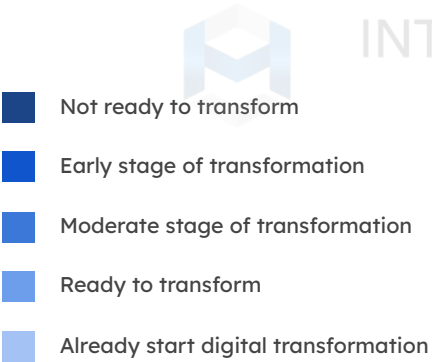 INT
Not ready to transform
Early stage of transformation
Moderate stage of transformation
Ready to transform
Already start digital transformation